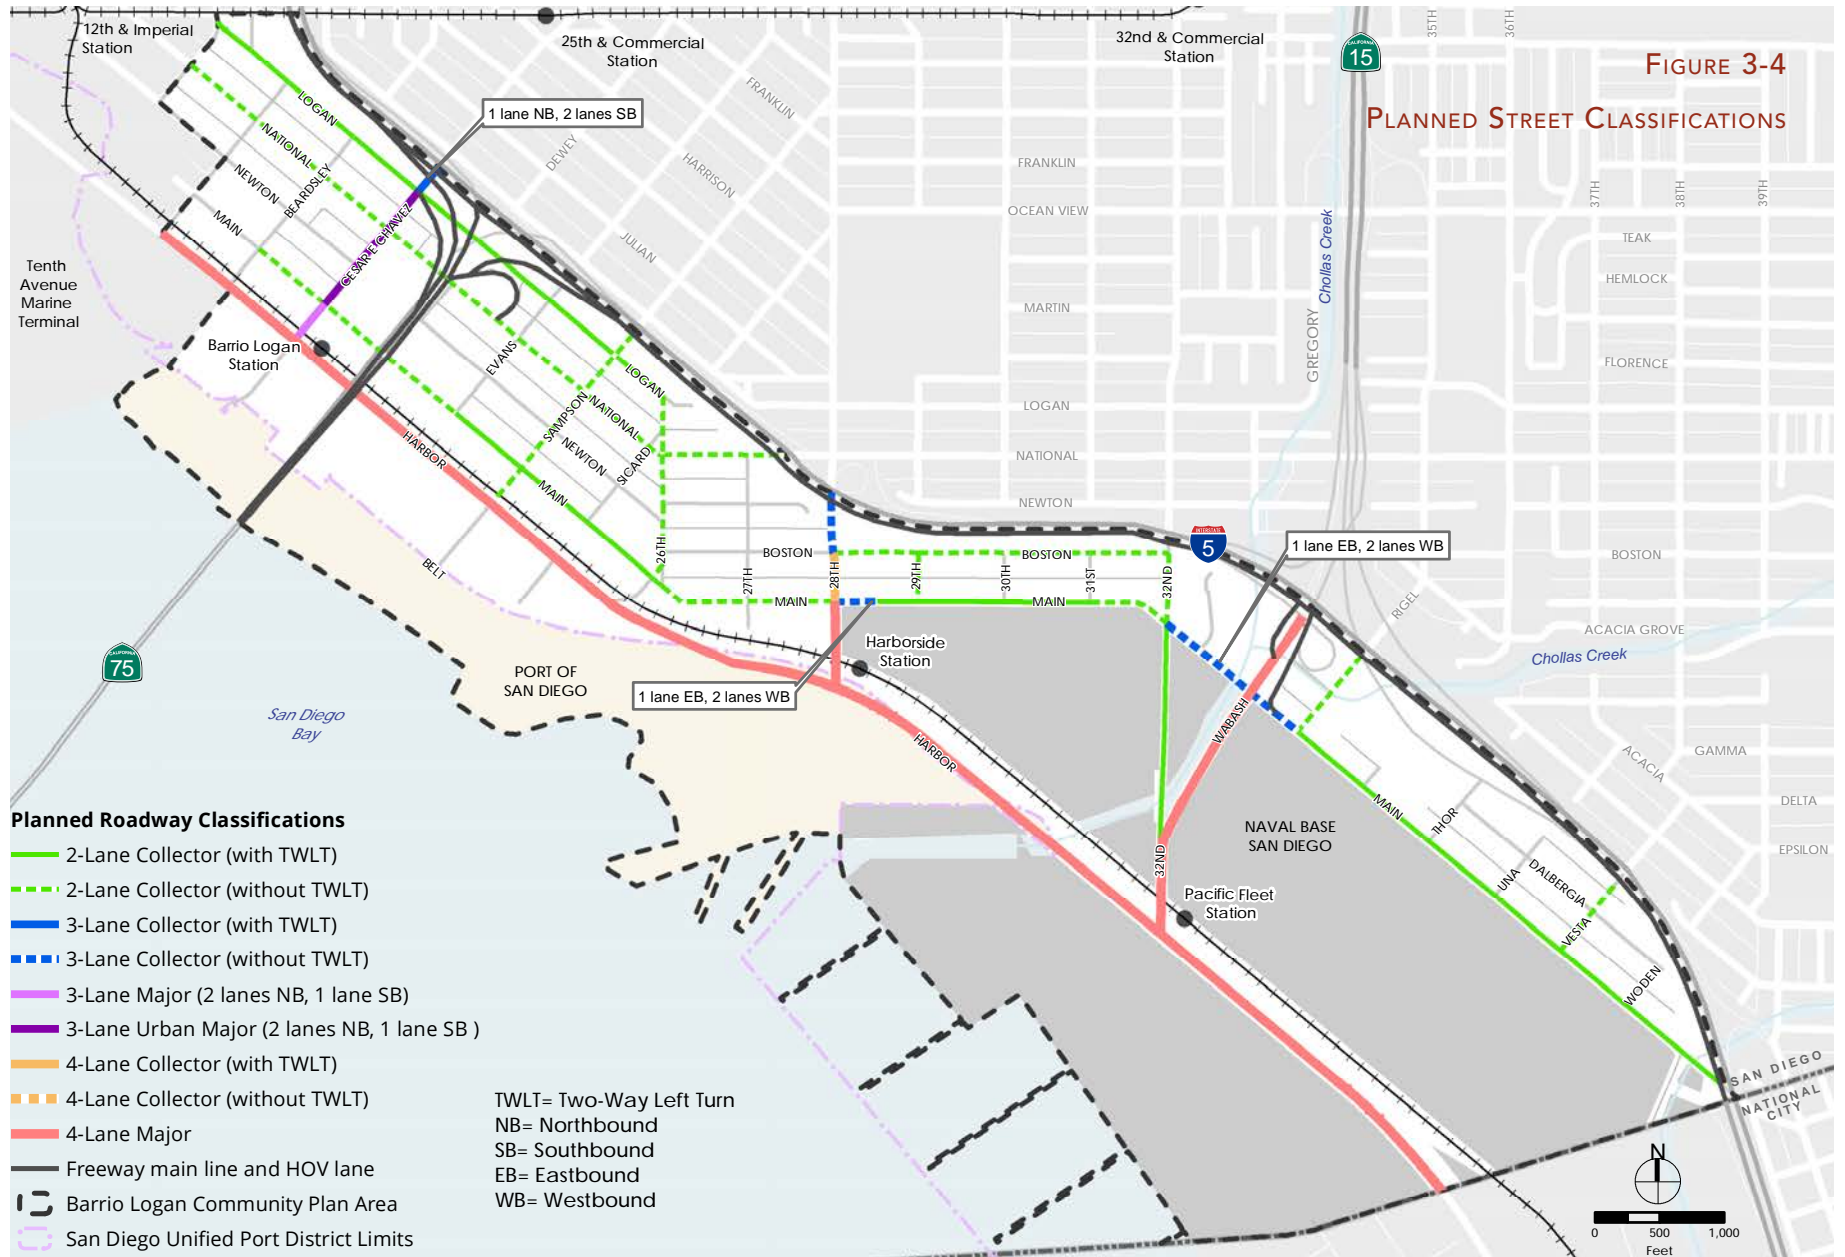 FIGURE 3-4
PLANNED STREET CLASSIFICATIONS
12th & Imperial
Station
25th & Commercial
Station
32nd & Commercial
Station
CALIFORNIA
15
35TH
36TH
37TH
38TH
39TH
1 lane NB, 2 lanes SB
FRANKLIN
DEWEY
HARRISON
JULIAN
FRANKLIN
OCEAN VIEW
MARTIN
LOGAN
NATIONAL
NEWTON
GREGORY
Chollas Creek
TEAK
HEMLOCK
FLORENCE
BOSTON
ACACIA GROVE
Chollas Creek
RIGEL
ACACIA
GAMMA
DELTA
EPSILON
LOGAN
NATIONAL
NEWTON
BEARDSLEY
MAIN
CESAR E CHAVEZ
Tenth
Avenue
Marine
Terminal
Barrio Logan
Station
EVANS
LOGAN
SAMPSON
NATIONAL
NEWTON
SICARD
HARBOR
MAIN
BELT
26TH
27TH
BOSTON
28TH
29TH
30TH
BOSTON
31ST
32ND
MAIN
MAIN
INTERSTATE
5
1 lane EB, 2 lanes WB
Harborside
Station
1 lane EB, 2 lanes WB
PORT OF
SAN DIEGO
CALIFORNIA
75
San Diego
Bay
HARBOR
WABASH
32ND
NAVAL BASE
SAN DIEGO
Pacific Fleet
Station
MAIN
THOR
UNA
DALBERGIA
VESTA
WODEN
SAN DIEGO
NATIONAL
CITY
Planned Roadway Classifications
2-Lane Collector (with TWLT)
2-Lane Collector (without TWLT)
3-Lane Collector (with TWLT)
3-Lane Collector (without TWLT)
3-Lane Major (2 lanes NB, 1 lane SB)
3-Lane Urban Major (2 lanes NB, 1 lane SB )
4-Lane Collector (with TWLT)
4-Lane Collector (without TWLT)
4-Lane Major
Freeway main line and HOV lane
Barrio Logan Community Plan Area
San Diego Unified Port District Limits
TWLT= Two-Way Left Turn
NB= Northbound
SB= Southbound
EB= Eastbound
WB= Westbound
N
0 500 1,000
Feet